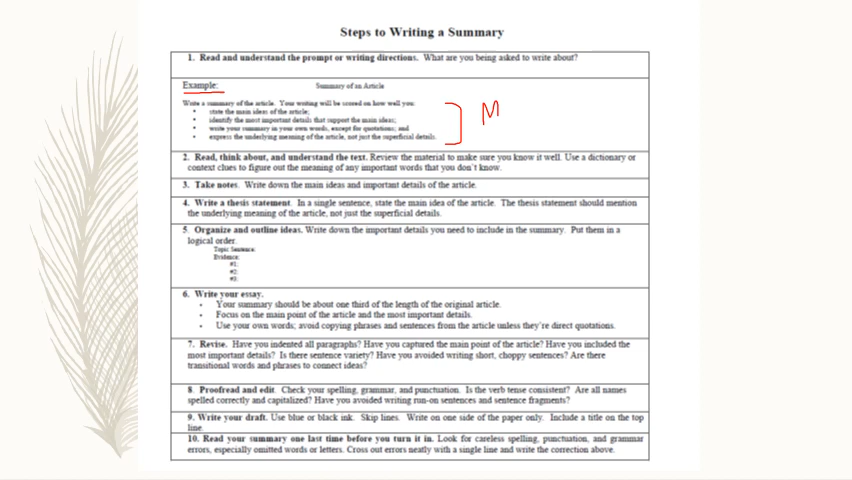 Steps to Writing a Summary
1. Read and understand the prompt or writing directions. What are you being asked to write about?
Example:
Summary of an Article
Write a summary of the article. Your writing will be scored on how well you:
• state the main ideas of the article;
• identify the most important details that support the main ideas;
• write your summary in your own words, except for quotations; and
• express the underlying meaning of the article, not just the superficial details.
M
2. Read, think about, and understand the text. Review the material to make sure you know it well. Use a dictionary or
context clues to figure out the meaning of any important words that you don't know.
3. Take notes. Write down the main ideas and important details of the article.
4. Write a thesis statement. In a single sentence, state the main idea of the article. The thesis statement should mention
the underlying meaning of the article, not just the superficial details.
5. Organize and outline ideas. Write down the important details you need to include in the summary. Put them in a
logical order.
Topic Sentence:
Evidence:
#1:
#2:
#3:
6. Write your essay.
• Your summary should be about one third of the length of the original article.
• Focus on the main point of the article and the most important details.
• Use your own words; avoid copying phrases and sentences from the article unless they're direct quotations.
7. Revise. Have you indented all paragraphs? Have you captured the main point of the article? Have you included the
most important details? Is there sentence variety? Have you avoided writing short, choppy sentences? Are there
transitional words and phrases to connect ideas?
8. Proofread and edit. Check your spelling, grammar, and punctuation. Is the verb tense consistent? Are all names
spelled correctly and capitalized? Have you avoided writing run-on sentences and sentence fragments?
9. Write your draft. Use blue or black ink. Skip lines. Write on one side of the paper only. Include a title on the top
line.
10. Read your summary one last time before you turn it in. Look for careless spelling, punctuation, and grammar
errors, especially omitted words or letters. Cross out errors neatly with a single line and write the correction above.